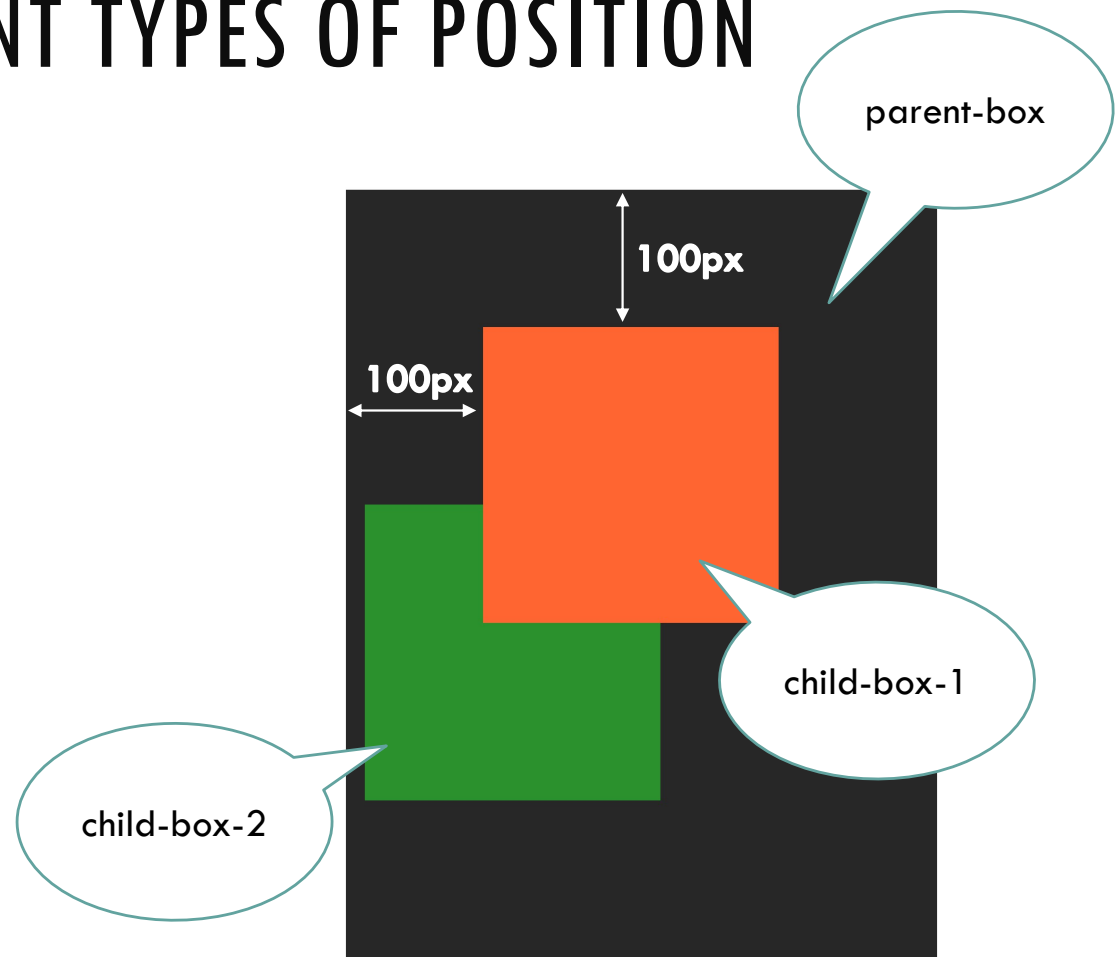 NT TYPES OF POSITION
parent-box
100px
100px
child-box-1
child-box-2